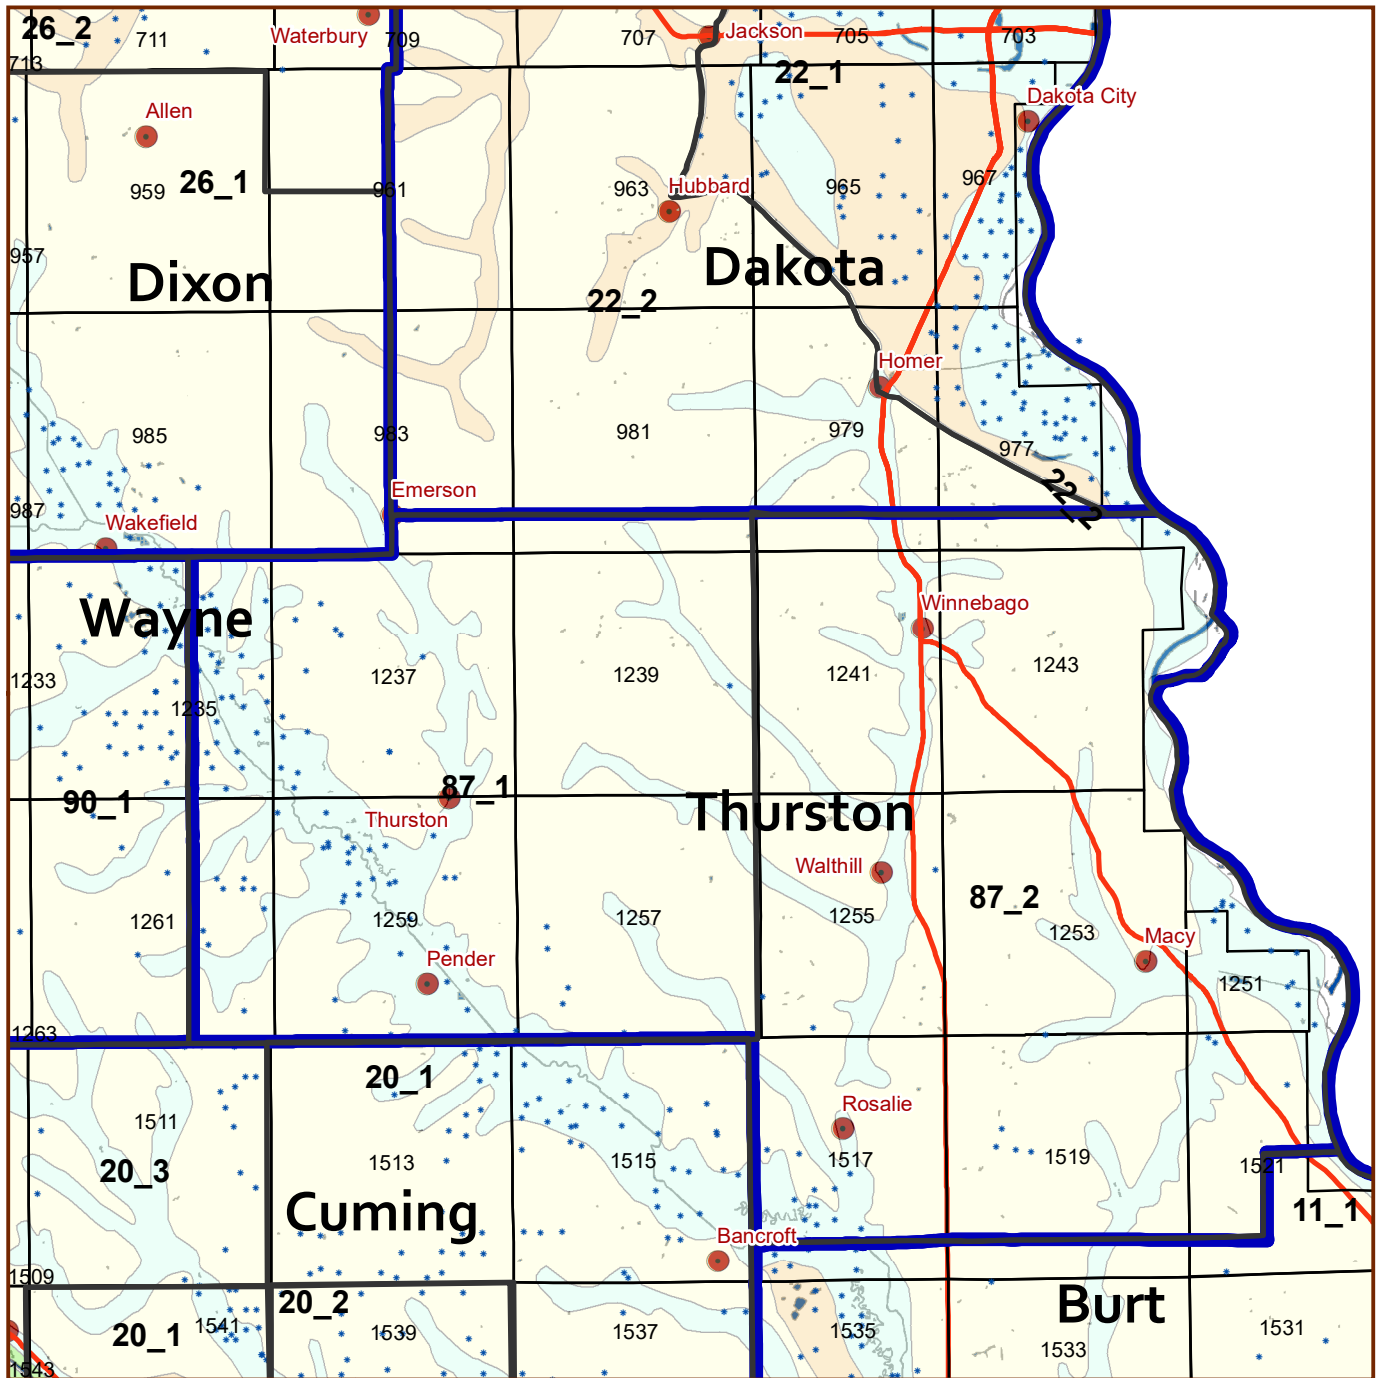 26_2
711
Waterbury
709
707
Jackson
705
703
713
22_1
Dakota City
Allen
959
26_1
961
963
Hubbard
965
967
957
Dixon
Dakota
22_2
Homer
985
983
981
979
977
22_2
987
Wakefield
Emerson
Wayne
Winnebago
1233
1235
1237
1239
1241
1243
90_1
87_1
Thurston
Thurston
Walthill
87_2
1261
1259
1257
1255
1253
Macy
Pender
1251
1263
20_1
Rosalie
1511
20_3
1513
1515
1517
1519
1521
Cuming
11_1
Bancroft
1509
20_2
Burt
1541
20_1
1539
1537
1535
1533
1531
1543